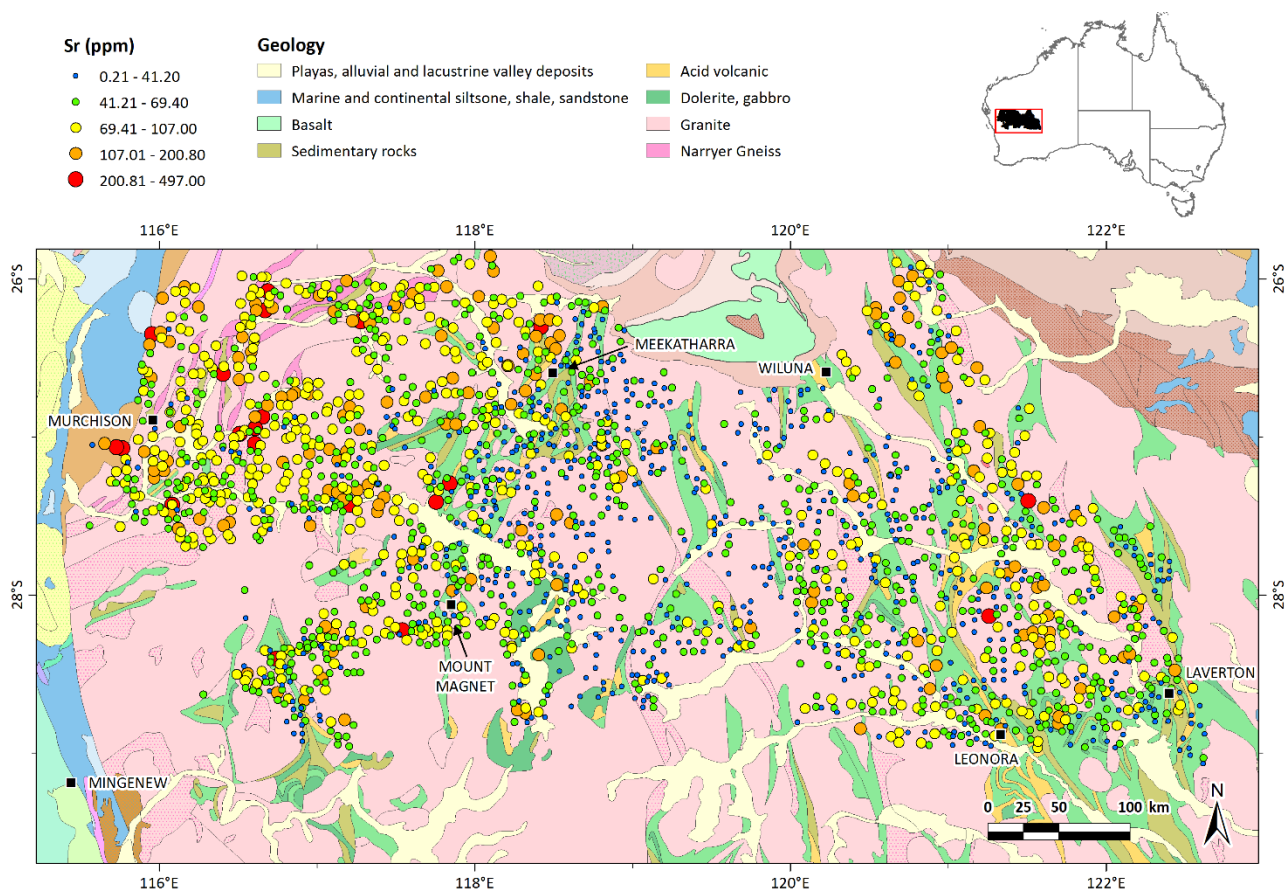 Sr (ppm)
0.21 - 41.20
41.21 - 69.40
69.41 - 107.00
107.01 - 200.80
200.81 - 497.00
Geology
Playas, alluvial and lacustrine valley deposits
Marine and continental siltsone, shale, sandstone
Basalt
Sedimentary rocks
Acid volcanic
Dolerite, gabbro
Granite
Narryer Gneiss
116°E 118°E 120°E 122°E
26°S 26°S
MEEKATHARRA
WILUNA
MURCHISON
28°S 28°S
MOUNT
MAGNET
LAVERTON
LEONORA
MINGENEW
N
0 25 50 100 km
116°E 118°E 120°E 122°E